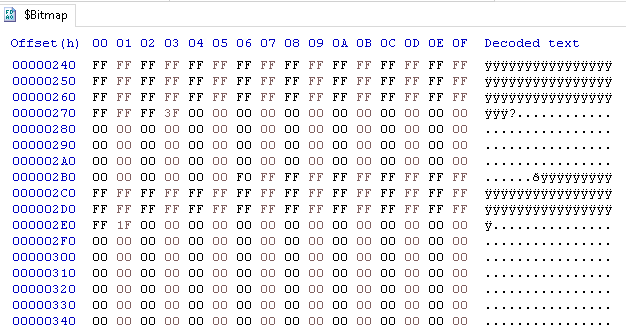 $Bitmap
Offset(h) 00 01 02 03 04 05 06 07 08 09 0A 0B 0C 0D 0E 0F Decoded text
00000240 FF FF FF FF FF FF FF FF FF FF FF FF FF FF FF FF ÿÿÿÿÿÿÿÿÿÿÿÿÿÿÿÿ
00000250 FF FF FF FF FF FF FF FF FF FF FF FF FF FF FF FF ÿÿÿÿÿÿÿÿÿÿÿÿÿÿÿÿ
00000260 FF FF FF FF FF FF FF FF FF FF FF FF FF FF FF FF ÿÿÿÿÿÿÿÿÿÿÿÿÿÿÿÿ
00000270 FF FF FF 3F 00 00 00 00 00 00 00 00 00 00 00 00 ÿÿÿ?............
00000280 00 00 00 00 00 00 00 00 00 00 00 00 00 00 00 00 ................
00000290 00 00 00 00 00 00 00 00 00 00 00 00 00 00 00 00 ................
000002A0 00 00 00 00 00 00 00 00 00 00 00 00 00 00 00 00 ................
000002B0 00 00 00 00 00 00 F0 FF FF FF FF FF FF FF FF FF ......ðÿÿÿÿÿÿÿÿÿ
000002C0 FF FF FF FF FF FF FF FF FF FF FF FF FF FF FF FF ÿÿÿÿÿÿÿÿÿÿÿÿÿÿÿÿ
000002D0 FF FF FF FF FF FF FF FF FF FF FF FF FF FF FF FF ÿÿÿÿÿÿÿÿÿÿÿÿÿÿÿÿ
000002E0 FF 1F 00 00 00 00 00 00 00 00 00 00 00 00 00 00 ÿ...............
000002F0 00 00 00 00 00 00 00 00 00 00 00 00 00 00 00 00 ................
00000300 00 00 00 00 00 00 00 00 00 00 00 00 00 00 00 00 ................
00000310 00 00 00 00 00 00 00 00 00 00 00 00 00 00 00 00 ................
00000320 00 00 00 00 00 00 00 00 00 00 00 00 00 00 00 00 ................
00000330 00 00 00 00 00 00 00 00 00 00 00 00 00 00 00 00 ................
00000340 00 00 00 00 00 00 00 00 00 00 00 00 00 00 00 00 ................